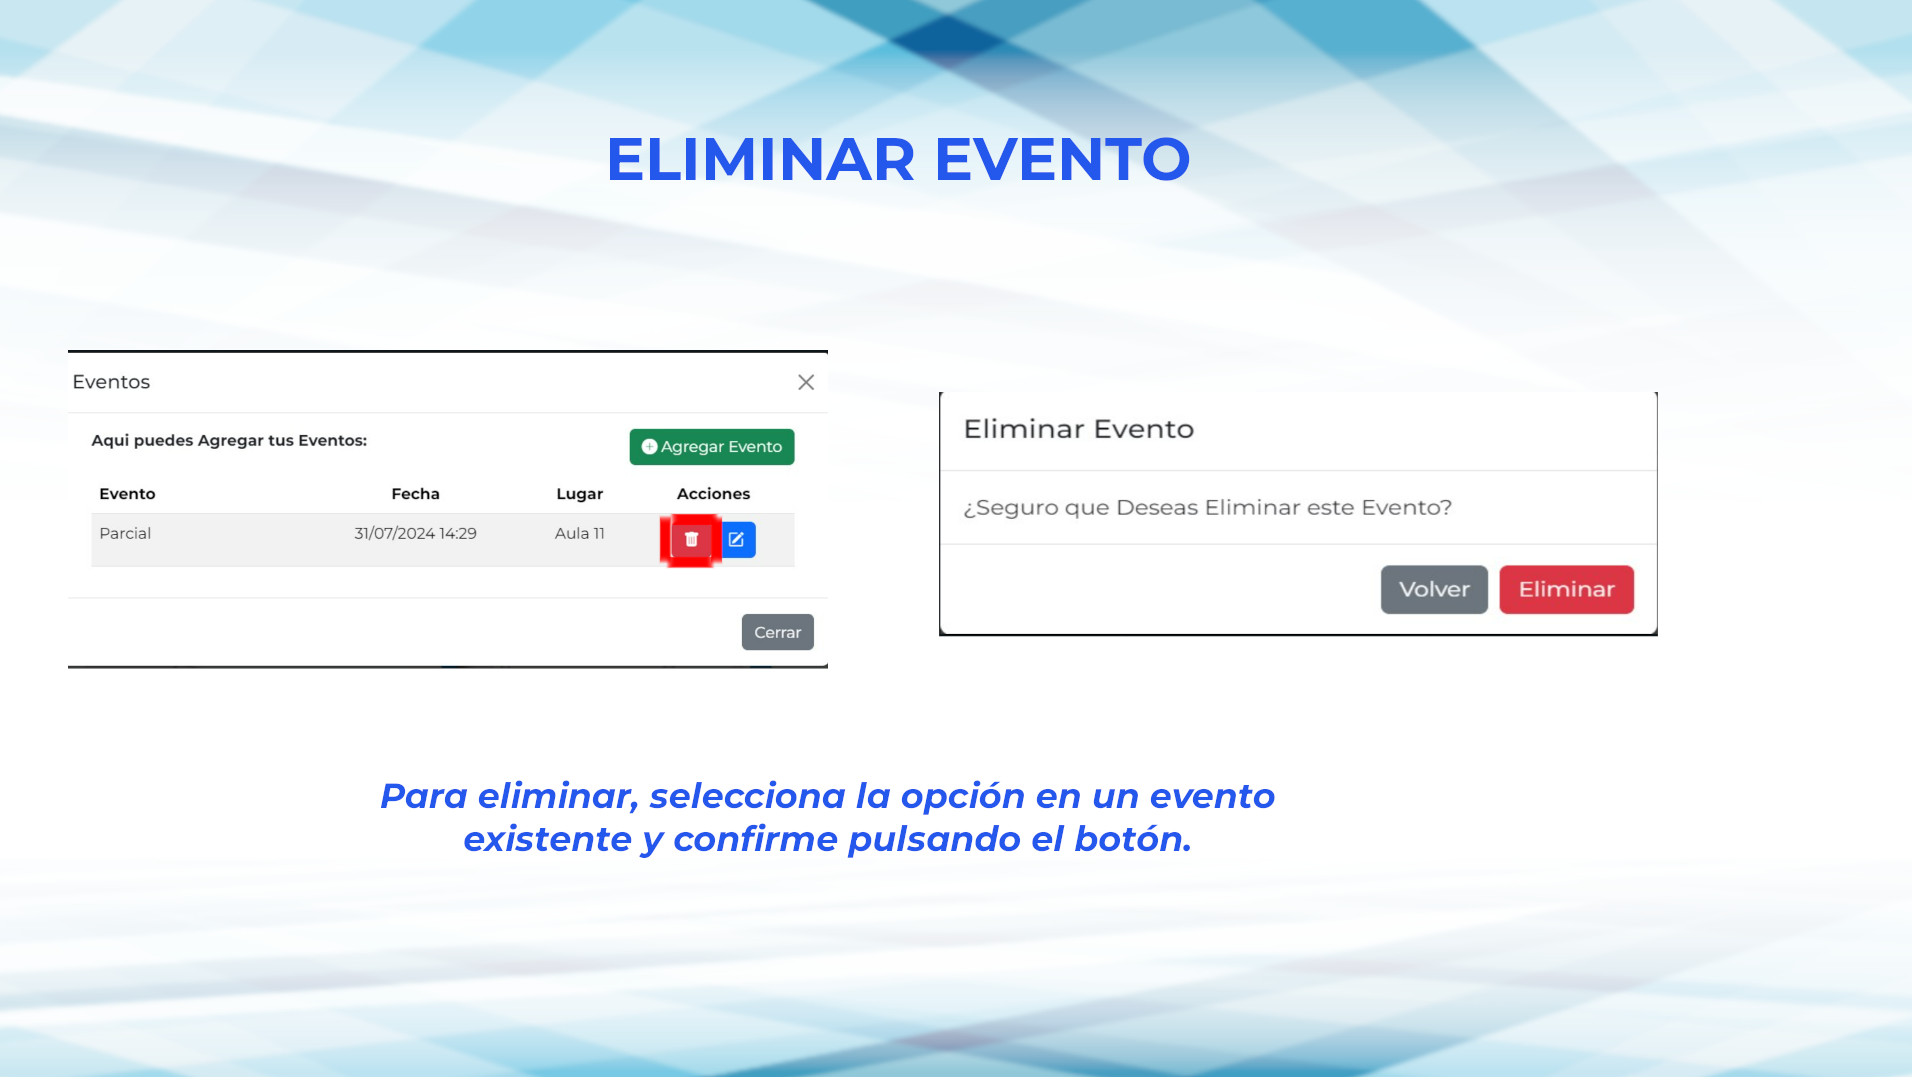 ELIMINAR EVENTO
Eventos
Aqui puedes Agregar tus Eventos:
Agregar Evento
Evento Fecha Lugar Acciones
Parcial 31/07/2024 14:29 Aula 11
Cerrar
Eliminar Evento
¿Seguro que Deseas Eliminar este Evento?
Volver Eliminar
Para eliminar, selecciona la opción en un evento
existente y confirme pulsando el botón.